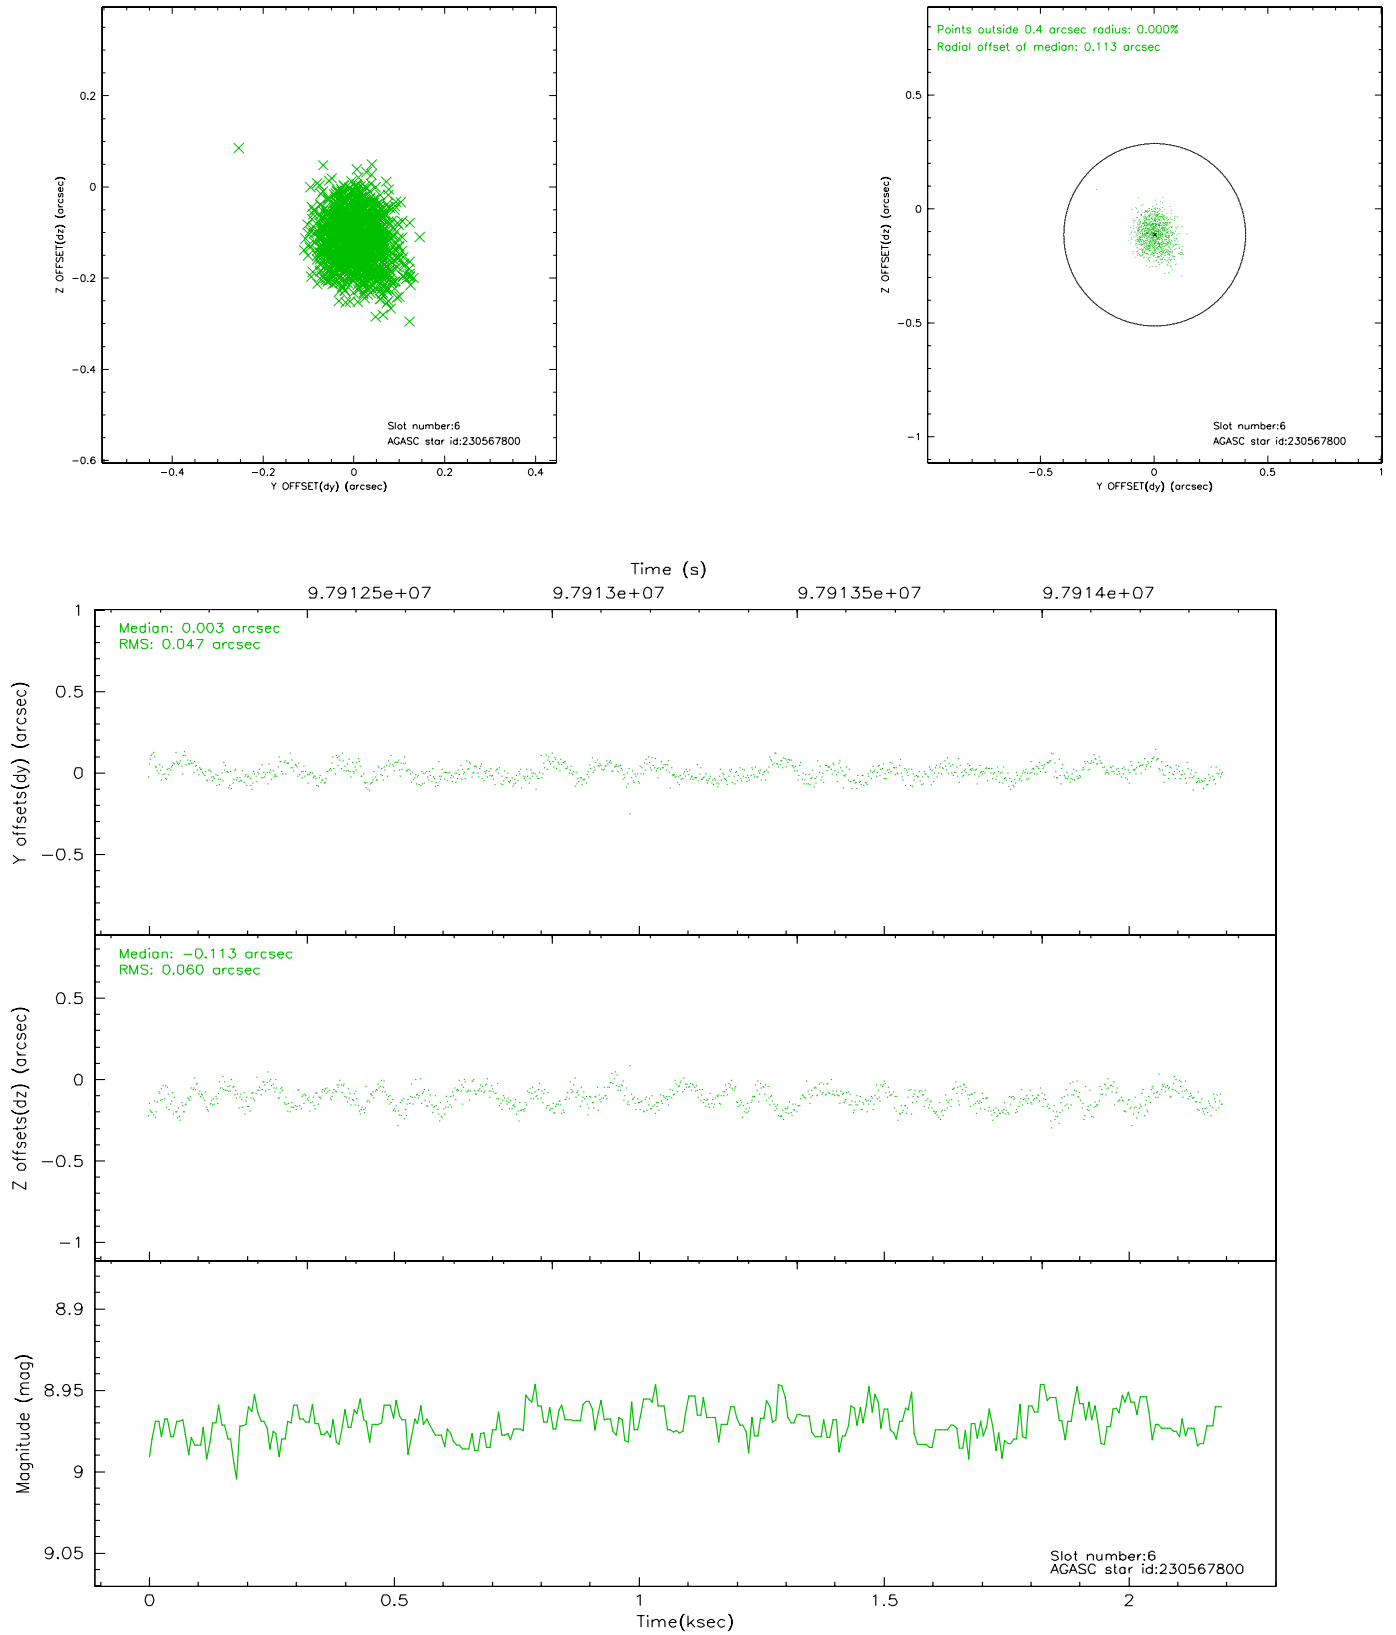 0.2
0
−0.2
−0.4
−0.6
Z OFFSET(dz) (arcsec)
−0.4
−0.2
0
0.2
0.4
Y OFFSET(dy) (arcsec)
Slot number:6
AGASC star id:230567800
Points outside 0.4 arcsec radius: 0.000%
Radial offset of median: 0.113 arcsec
0.5
0
−0.5
−1
Z OFFSET(dz) (arcsec)
−0.5
0
0.5
1
Y OFFSET(dy) (arcsec)
Slot number:6
AGASC star id:230567800
Time (s)
9.79125e+07
9.7913e+07
9.79135e+07
9.7914e+07
Median: 0.003 arcsec
RMS: 0.047 arcsec
1
0.5
0
−0.5
Y offsets(dy) (arcsec)
Median: −0.113 arcsec
RMS: 0.060 arcsec
0.5
0
−0.5
−1
Z offsets(dz) (arcsec)
8.9
8.95
9
9.05
Magnitude (mag)
Slot number:6
AGASC star id:230567800
0
0.5
1
1.5
2
Time(ksec)